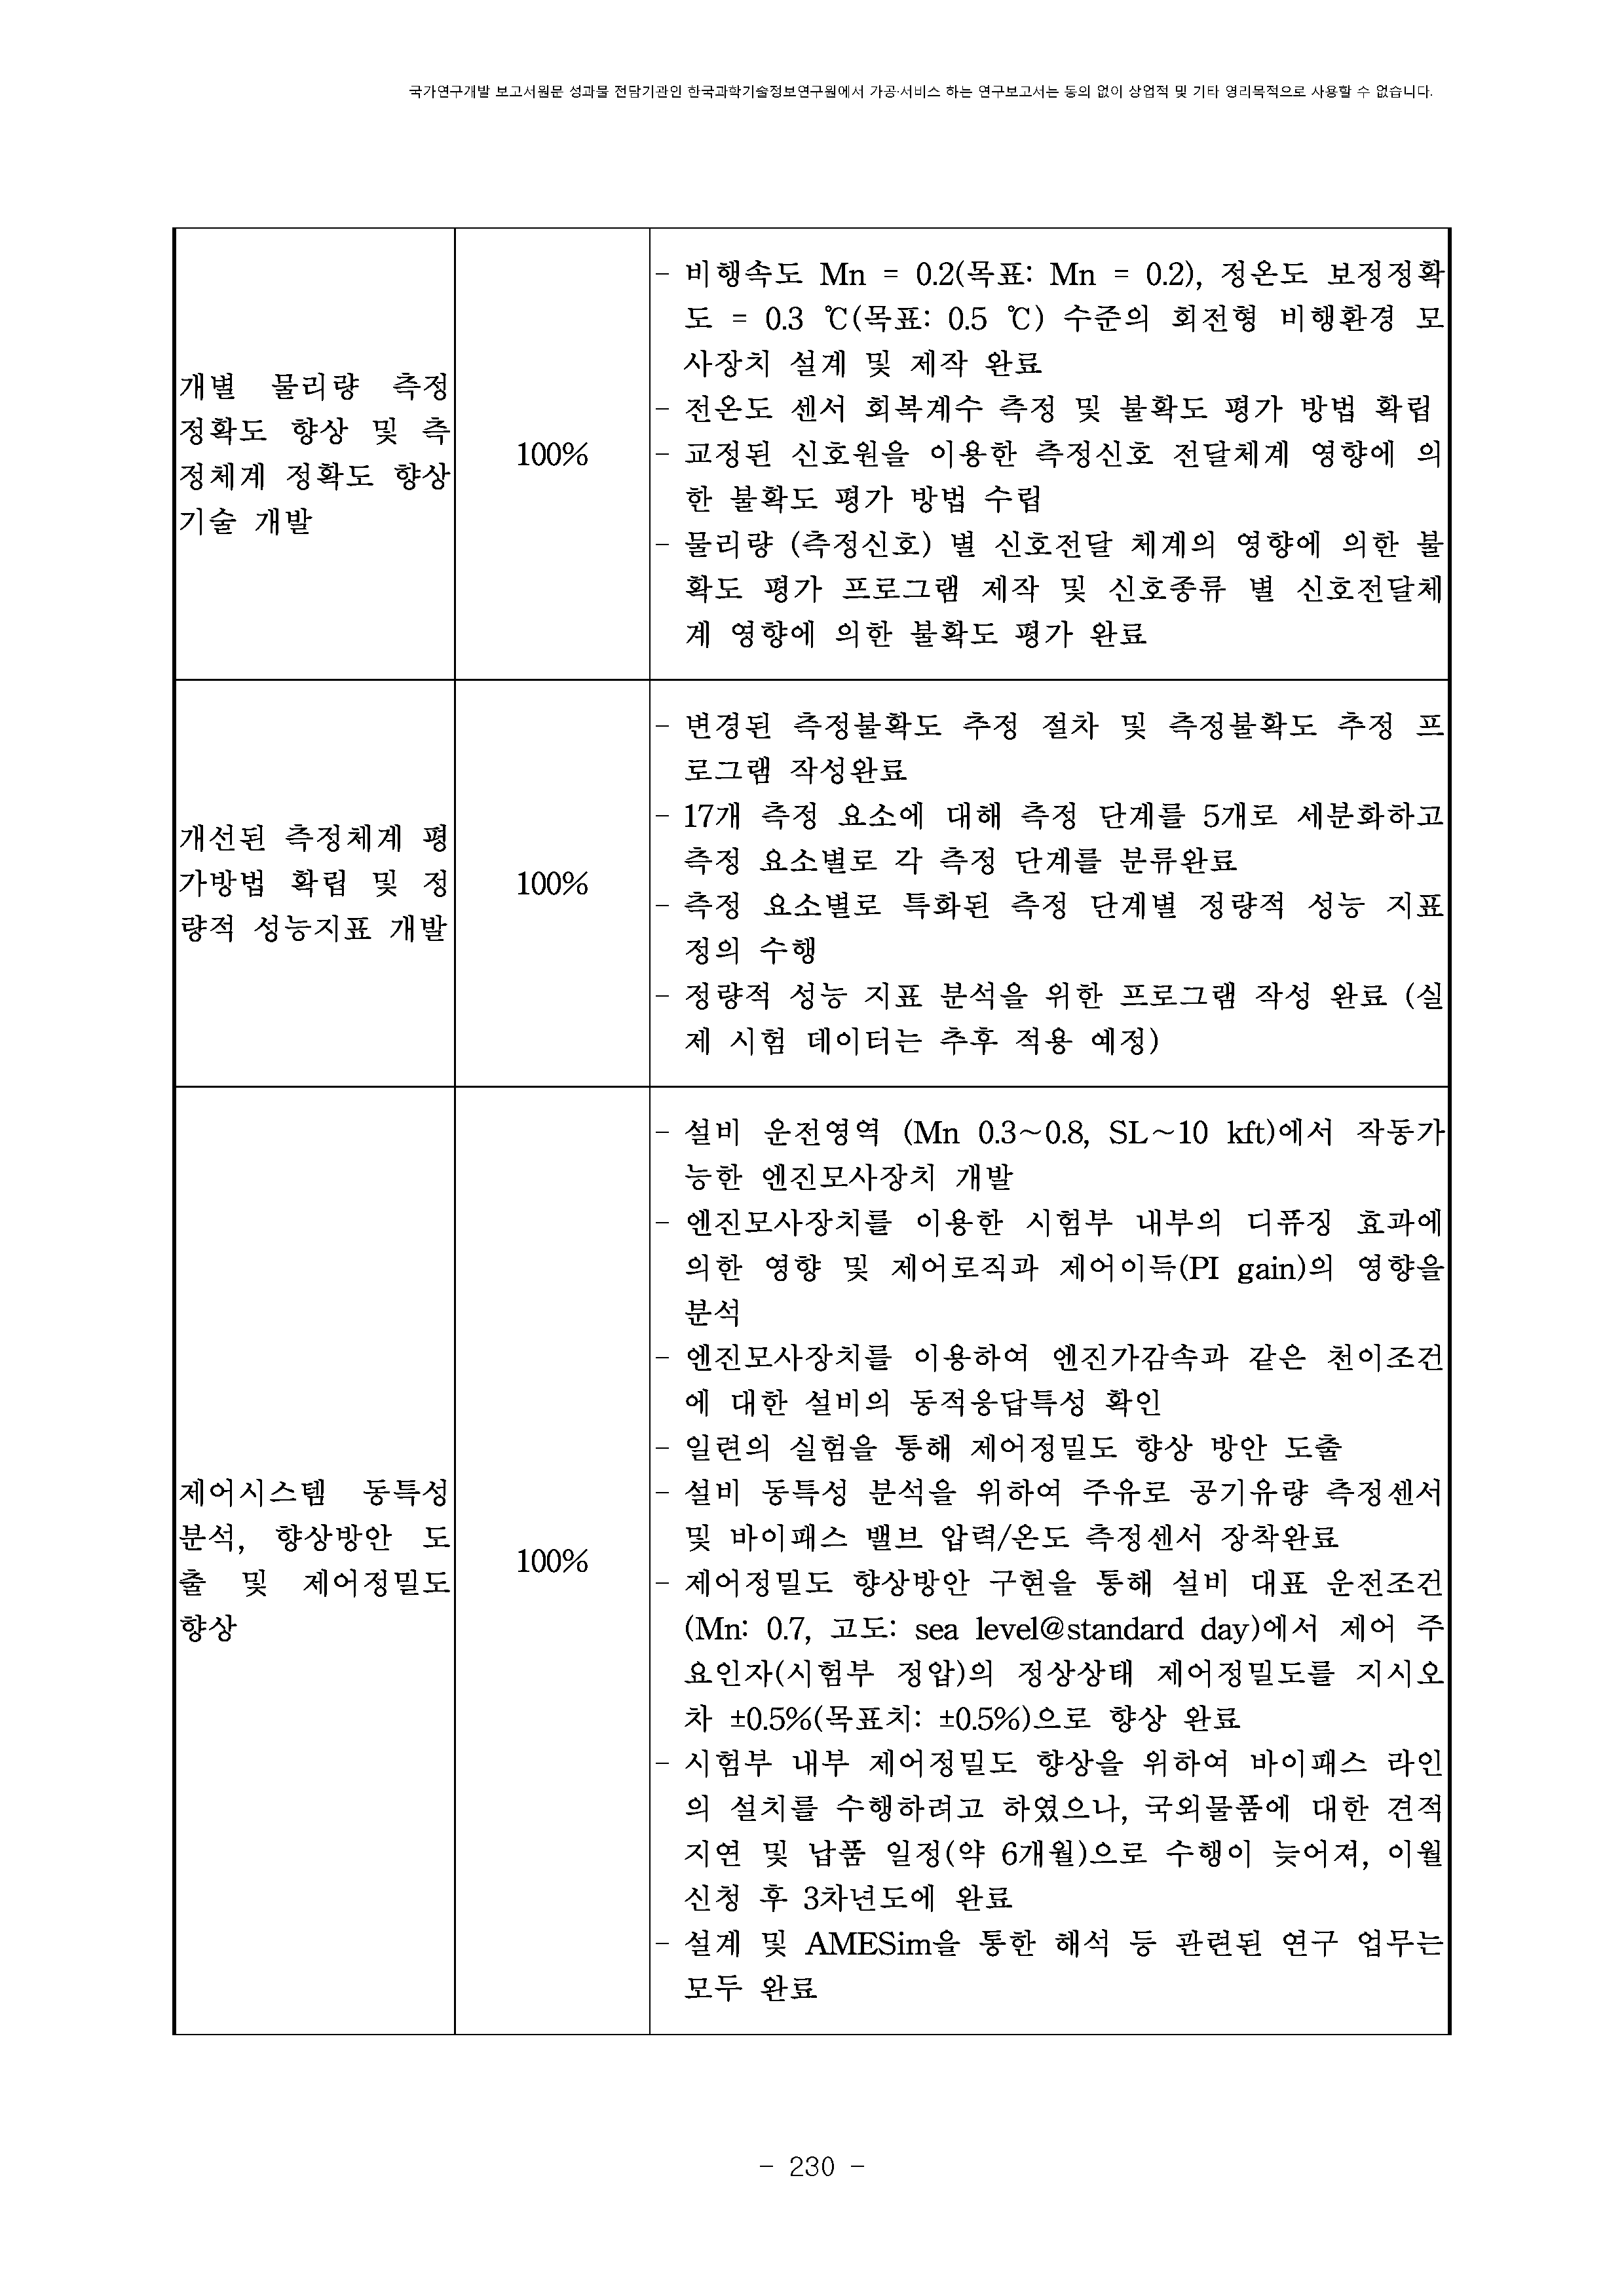 국가연구개발 보고서원문 성과물 전담기관인 한국과학기술정보연구원에서 가공·서비스 하는 연구보고서는 동의 없이 상업적 및 기타 영리목적으로 사용할 수 없습니다.
개별 물리량 측정
정확도 향상 및 측
정체계 정확도 향상
기술 개발
100%
- 비행속도 Mn = 0.2(목표: Mn = 0.2), 정온도 보정정확
도 = 0.3 ℃(목표: 0.5 ℃) 수준의 회전형 비행환경 모
사장치 설계 및 제작 완료
- 전온도 센서 회복계수 측정 및 불확도 평가 방법 확립
- 교정된 신호원을 이용한 측정신호 전달체계 영향에 의
한 불확도 평가 방법 수립
- 물리량 (측정신호) 별 신호전달 체계의 영향에 의한 불
확도 평가 프로그램 제작 및 신호종류 별 신호전달체
계 영향에 의한 불확도 평가 완료
개선된 측정체계 평
가방법 확립 및 정
량적 성능지표 개발
100%
- 변경된 측정불확도 추정 절차 및 측정불확도 추정 프
로그램 작성완료
- 17개 측정 요소에 대해 측정 단계를 5개로 세분화하고
측정 요소별로 각 측정 단계를 분류완료
- 측정 요소별로 특화된 측정 단계별 정량적 성능 지표
정의 수행
- 정량적 성능 지표 분석을 위한 프로그램 작성 완료 (실
제 시험 데이터는 추후 적용 예정)
제어시스템 동특성
분석, 향상방안 도
출 및 제어정밀도
향상
100%
- 설비 운전영역 (Mn 0.3~0.8, SL~10 kft)에서 작동가
능한 엔진모사장치 개발
- 엔진모사장치를 이용한 시험부 내부의 디퓨징 효과에
의한 영향 및 제어로직과 제어이득(PI gain)의 영향을
분석
- 엔진모사장치를 이용하여 엔진가감속과 같은 천이조건
에 대한 설비의 동적응답특성 확인
- 일련의 실험을 통해 제어정밀도 향상 방안 도출
- 설비 동특성 분석을 위하여 주유로 공기유량 측정센서
및 바이패스 밸브 압력/온도 측정센서 장착완료
- 제어정밀도 향상방안 구현을 통해 설비 대표 운전조건
(Mn: 0.7, 고도: sea level@standard day)에서 제어 주
요인자(시험부 정압)의 정상상태 제어정밀도를 지시오
차 ±0.5%(목표치: ±0.5%)으로 향상 완료
- 시험부 내부 제어정밀도 향상을 위하여 바이패스 라인
의 설치를 수행하려고 하였으나, 국외물품에 대한 견적
지연 및 납품 일정(약 6개월)으로 수행이 늦어져, 이월
신청 후 3차년도에 완료
- 설계 및 AMESim을 통한 해석 등 관련된 연구 업무는
모두 완료
- 230 -